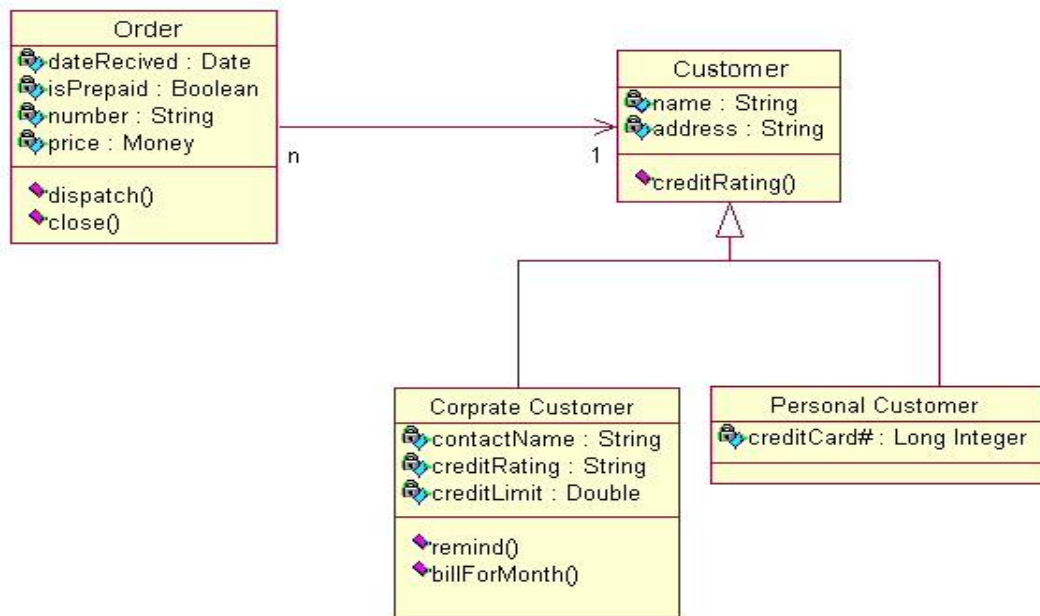 Order
dateRecived : Date
isPrepaid : Boolean
number : String
price : Money
dispatch()
close()
n
1
Customer
name : String
address : String
creditRating()
Corprate Customer
contactName : String
creditRating : String
creditLimit : Double
remind()
billForMonth()
Personal Customer
creditCard# : Long Integer